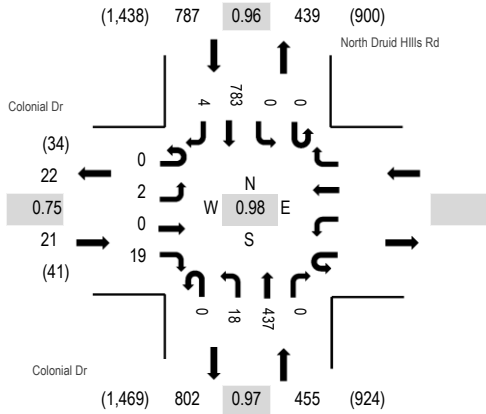 (1,438) 787 0.96 439 (900)
North Druid HIlls Rd
4 783 0 0
Colonial Dr
(34)
22
0.75
21
(41)
0
2
0
19
N
W 0.98 E
S
0 18 437 0
Colonial Dr
(1,469) 802 0.97 455 (924)